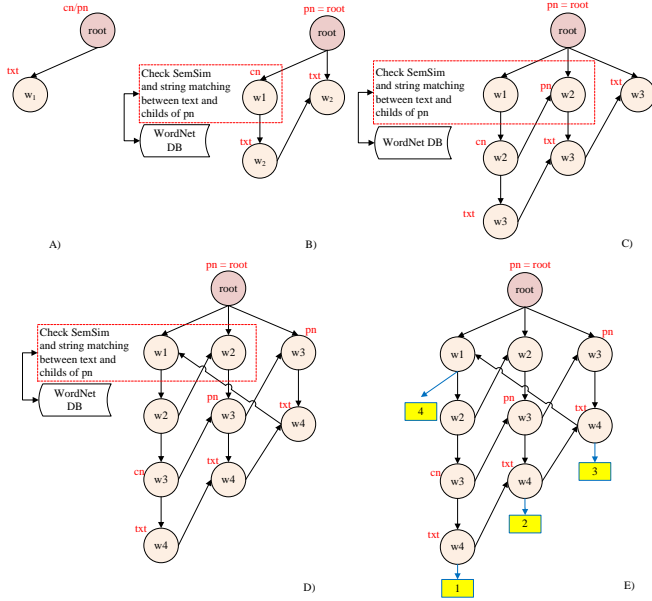 cn/pn
root
txt
w₁
A)
pn = root
root
Check SemSim
and string matching
between text and
childs of pn
WordNet
DB
cn
w1
txt
w₂
txt
w₂
B)
root
Check SemSim
and string matching
between text and
childs of pn
WordNet DB
w1
pn
w2
txt
w3
cn
w2
txt
w3
txt
w3
C)
pn = root
root
Check SemSim
and string matching
between text and
childs of pn
WordNet
DB
w1
w2
pn
w3
w2
pn
w3
txt
w4
cn
w3
txt
w4
txt
w4
D)
pn = root
root
w1
w2
pn
w3
4
w2
pn
w3
txt
w4
cn
w3
txt
w4
3
txt
w4
2
1
E)